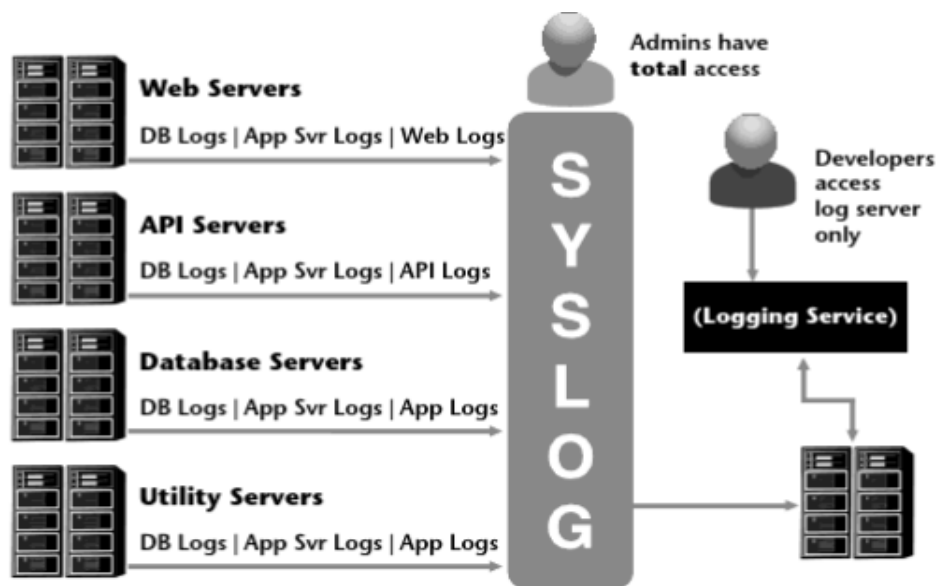 Admins have
total access
Web Servers
DB Logs | App Svr Logs | Web Logs
API Servers
DB Logs | App Svr Logs | API Logs
Database Servers
DB Logs | App Svr Logs | App Logs
Utility Servers
DB Logs | App Svr Logs | App Logs
SYSLOG
Developers
access
log server
only
(Logging Service)